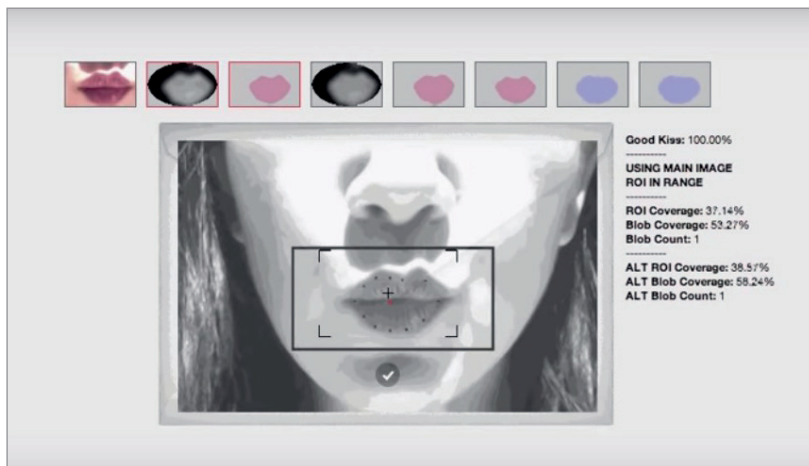 Good Kiss: 100.00%
----------
USING MAIN IMAGE
ROI IN RANGE
----------
ROI Coverage: 37.14%
Blob Coverage: 53.27%
Blob Count: 1
----------
ALT ROI Coverage: 38.57%
ALT Blob Coverage: 58.24%
ALT Blob Count: 1